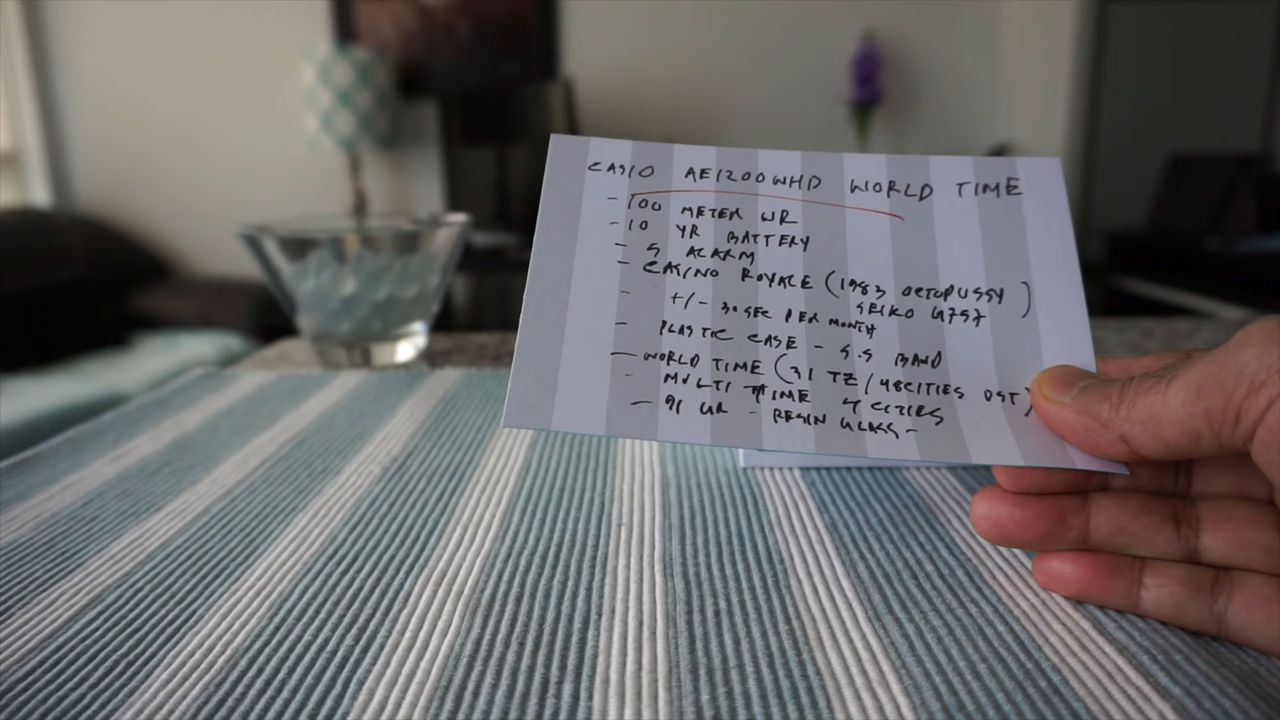 CASIO AE1200WHD WORLD TIME
- 100 METER WR
- 10 YR BATTERY
- 5 ALARM
- CASINO ROYALE (1983 OCTOPUSSY)
SEIKO G757
- +/- 30 SEC PER MONTH
- PLASTIC CASE - S.S BAND
- WORLD TIME (31 TZ / 48 CITIES DST)
- MULTI TIME 4 CITIES
- 91 GR - RESIN GLASS -